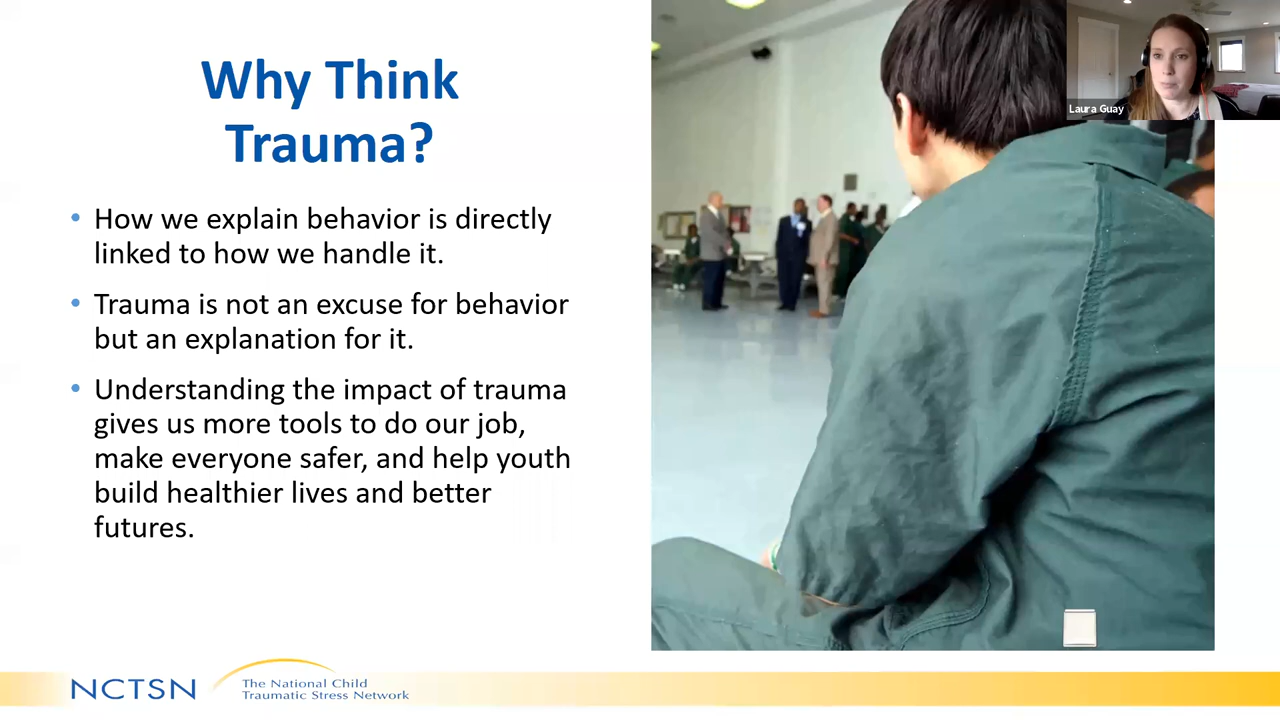 Why Think
Trauma?
• How we explain behavior is directly
linked to how we handle it.
• Trauma is not an excuse for behavior
but an explanation for it.
• Understanding the impact of trauma
gives us more tools to do our job,
make everyone safer, and help youth
build healthier lives and better
futures.
Laura Guay
NCTSN
The National Child
Traumatic Stress Network